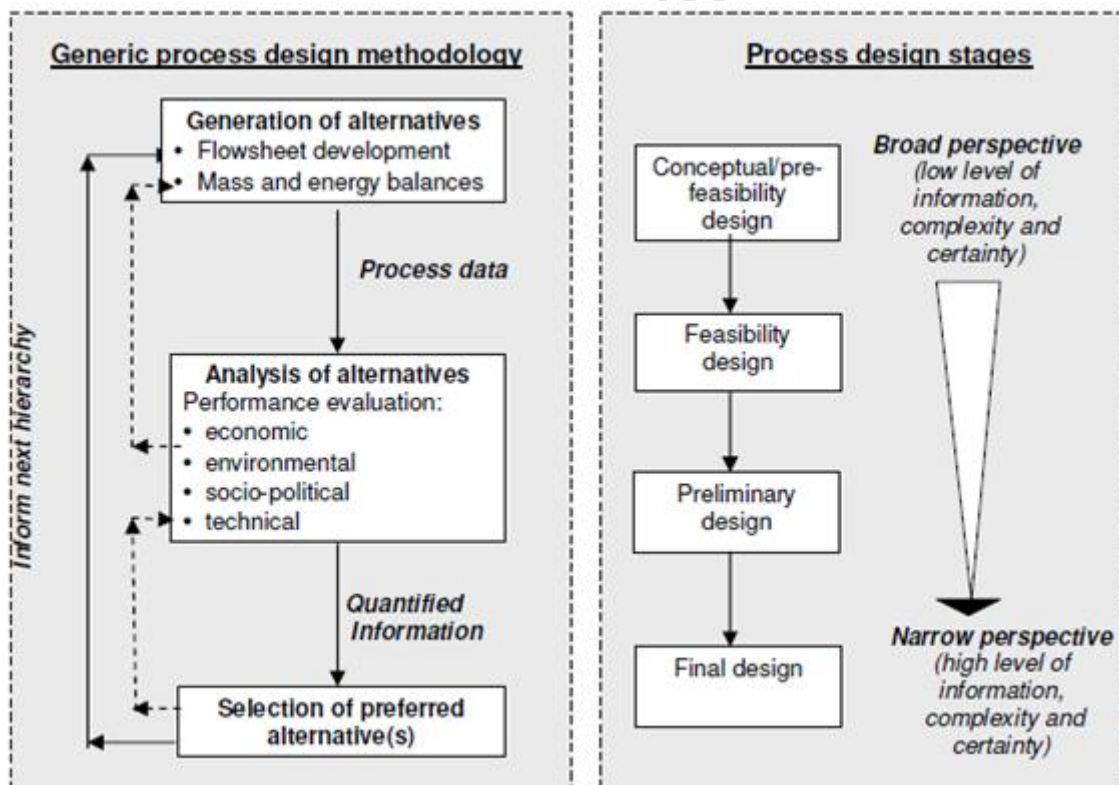 Generic process design methodology
Generation of alternatives
• Flowsheet development
• Mass and energy balances
Process data
Analysis of alternatives
Performance evaluation:
• economic
• environmental
• socio-political
• technical
Quantified
Information
Selection of preferred
alternative(s)
Inform next hierarchy
Process design stages
Conceptual/pre-
feasibility
design
Feasibility
design
Preliminary
design
Final design
Broad perspective
(low level of
information,
complexity and
certainty)
Narrow perspective
(high level of
information,
complexity and
certainty)